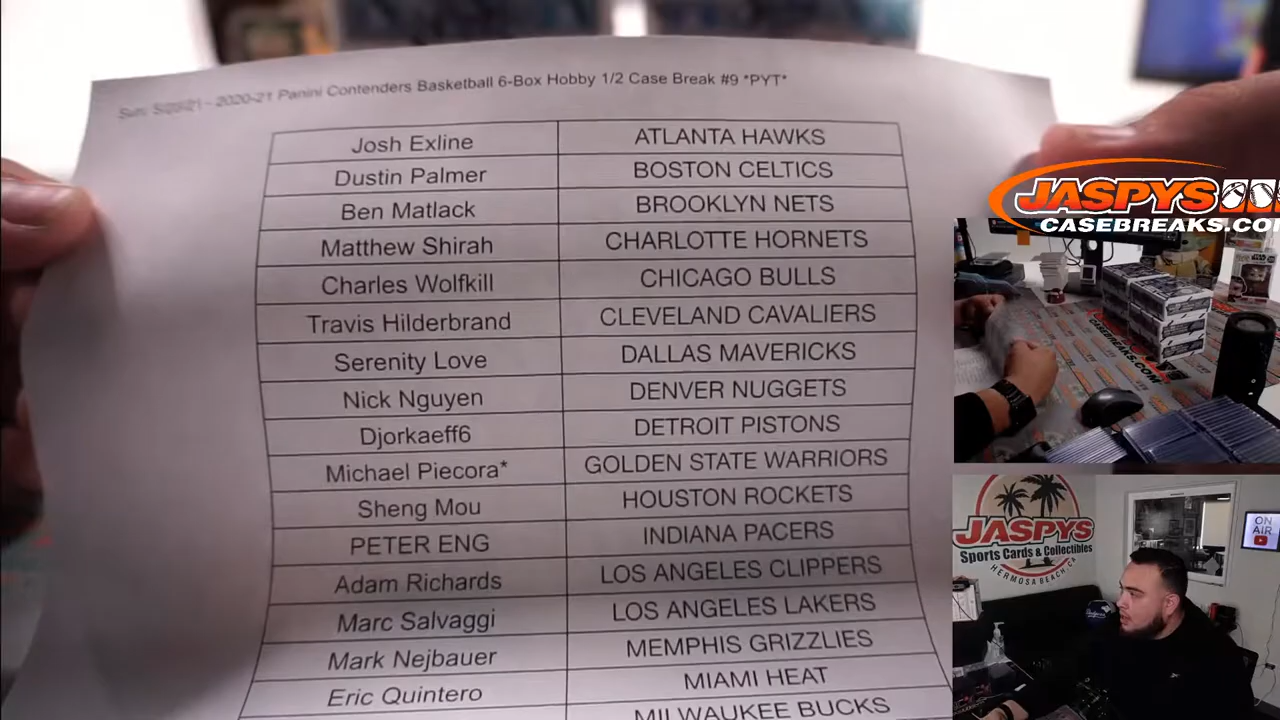 2020-21 Panini Contenders Basketball 6-Box Hobby 1/2 Case Break #9 *PYT*
Josh Exline ATLANTA HAWKS
Dustin Palmer BOSTON CELTICS
Ben Matlack BROOKLYN NETS
Matthew Shirah CHARLOTTE HORNETS
Charles Wolfkill CHICAGO BULLS
Travis Hilderbrand CLEVELAND CAVALIERS
Serenity Love DALLAS MAVERICKS
Nick Nguyen DENVER NUGGETS
Djorkaeff6 DETROIT PISTONS
Michael Piecora* GOLDEN STATE WARRIORS
Sheng Mou HOUSTON ROCKETS
PETER ENG INDIANA PACERS
Adam Richards LOS ANGELES CLIPPERS
Marc Salvaggi LOS ANGELES LAKERS
Mark Nejbauer MEMPHIS GRIZZLIES
Eric Quintero MIAMI HEAT
MILWAUKEE BUCKS
JASPYS
CASEBREAKS.COM
CASEBREAKS.COM
JASPYS
Sports Cards & Collectibles
HERMOSA BEACH CA
ON
AIR